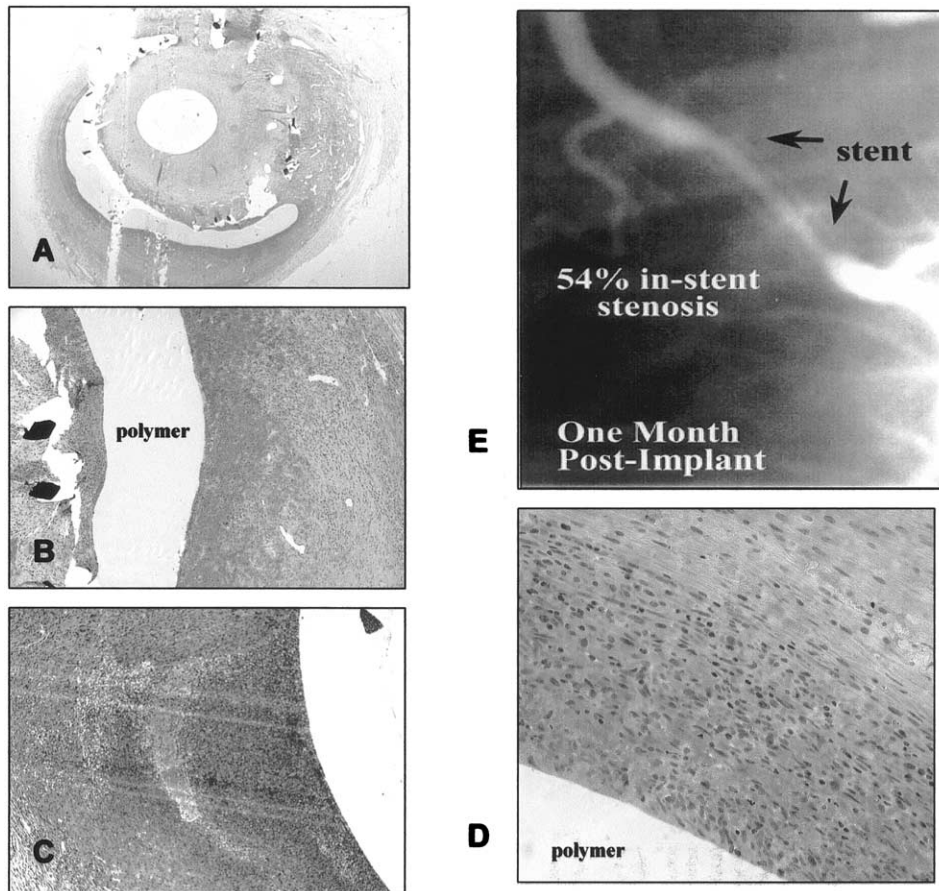 A
B
polymer
C
stent
54% in-stent
stenosis
One Month
Post-Implant
E
D
polymer